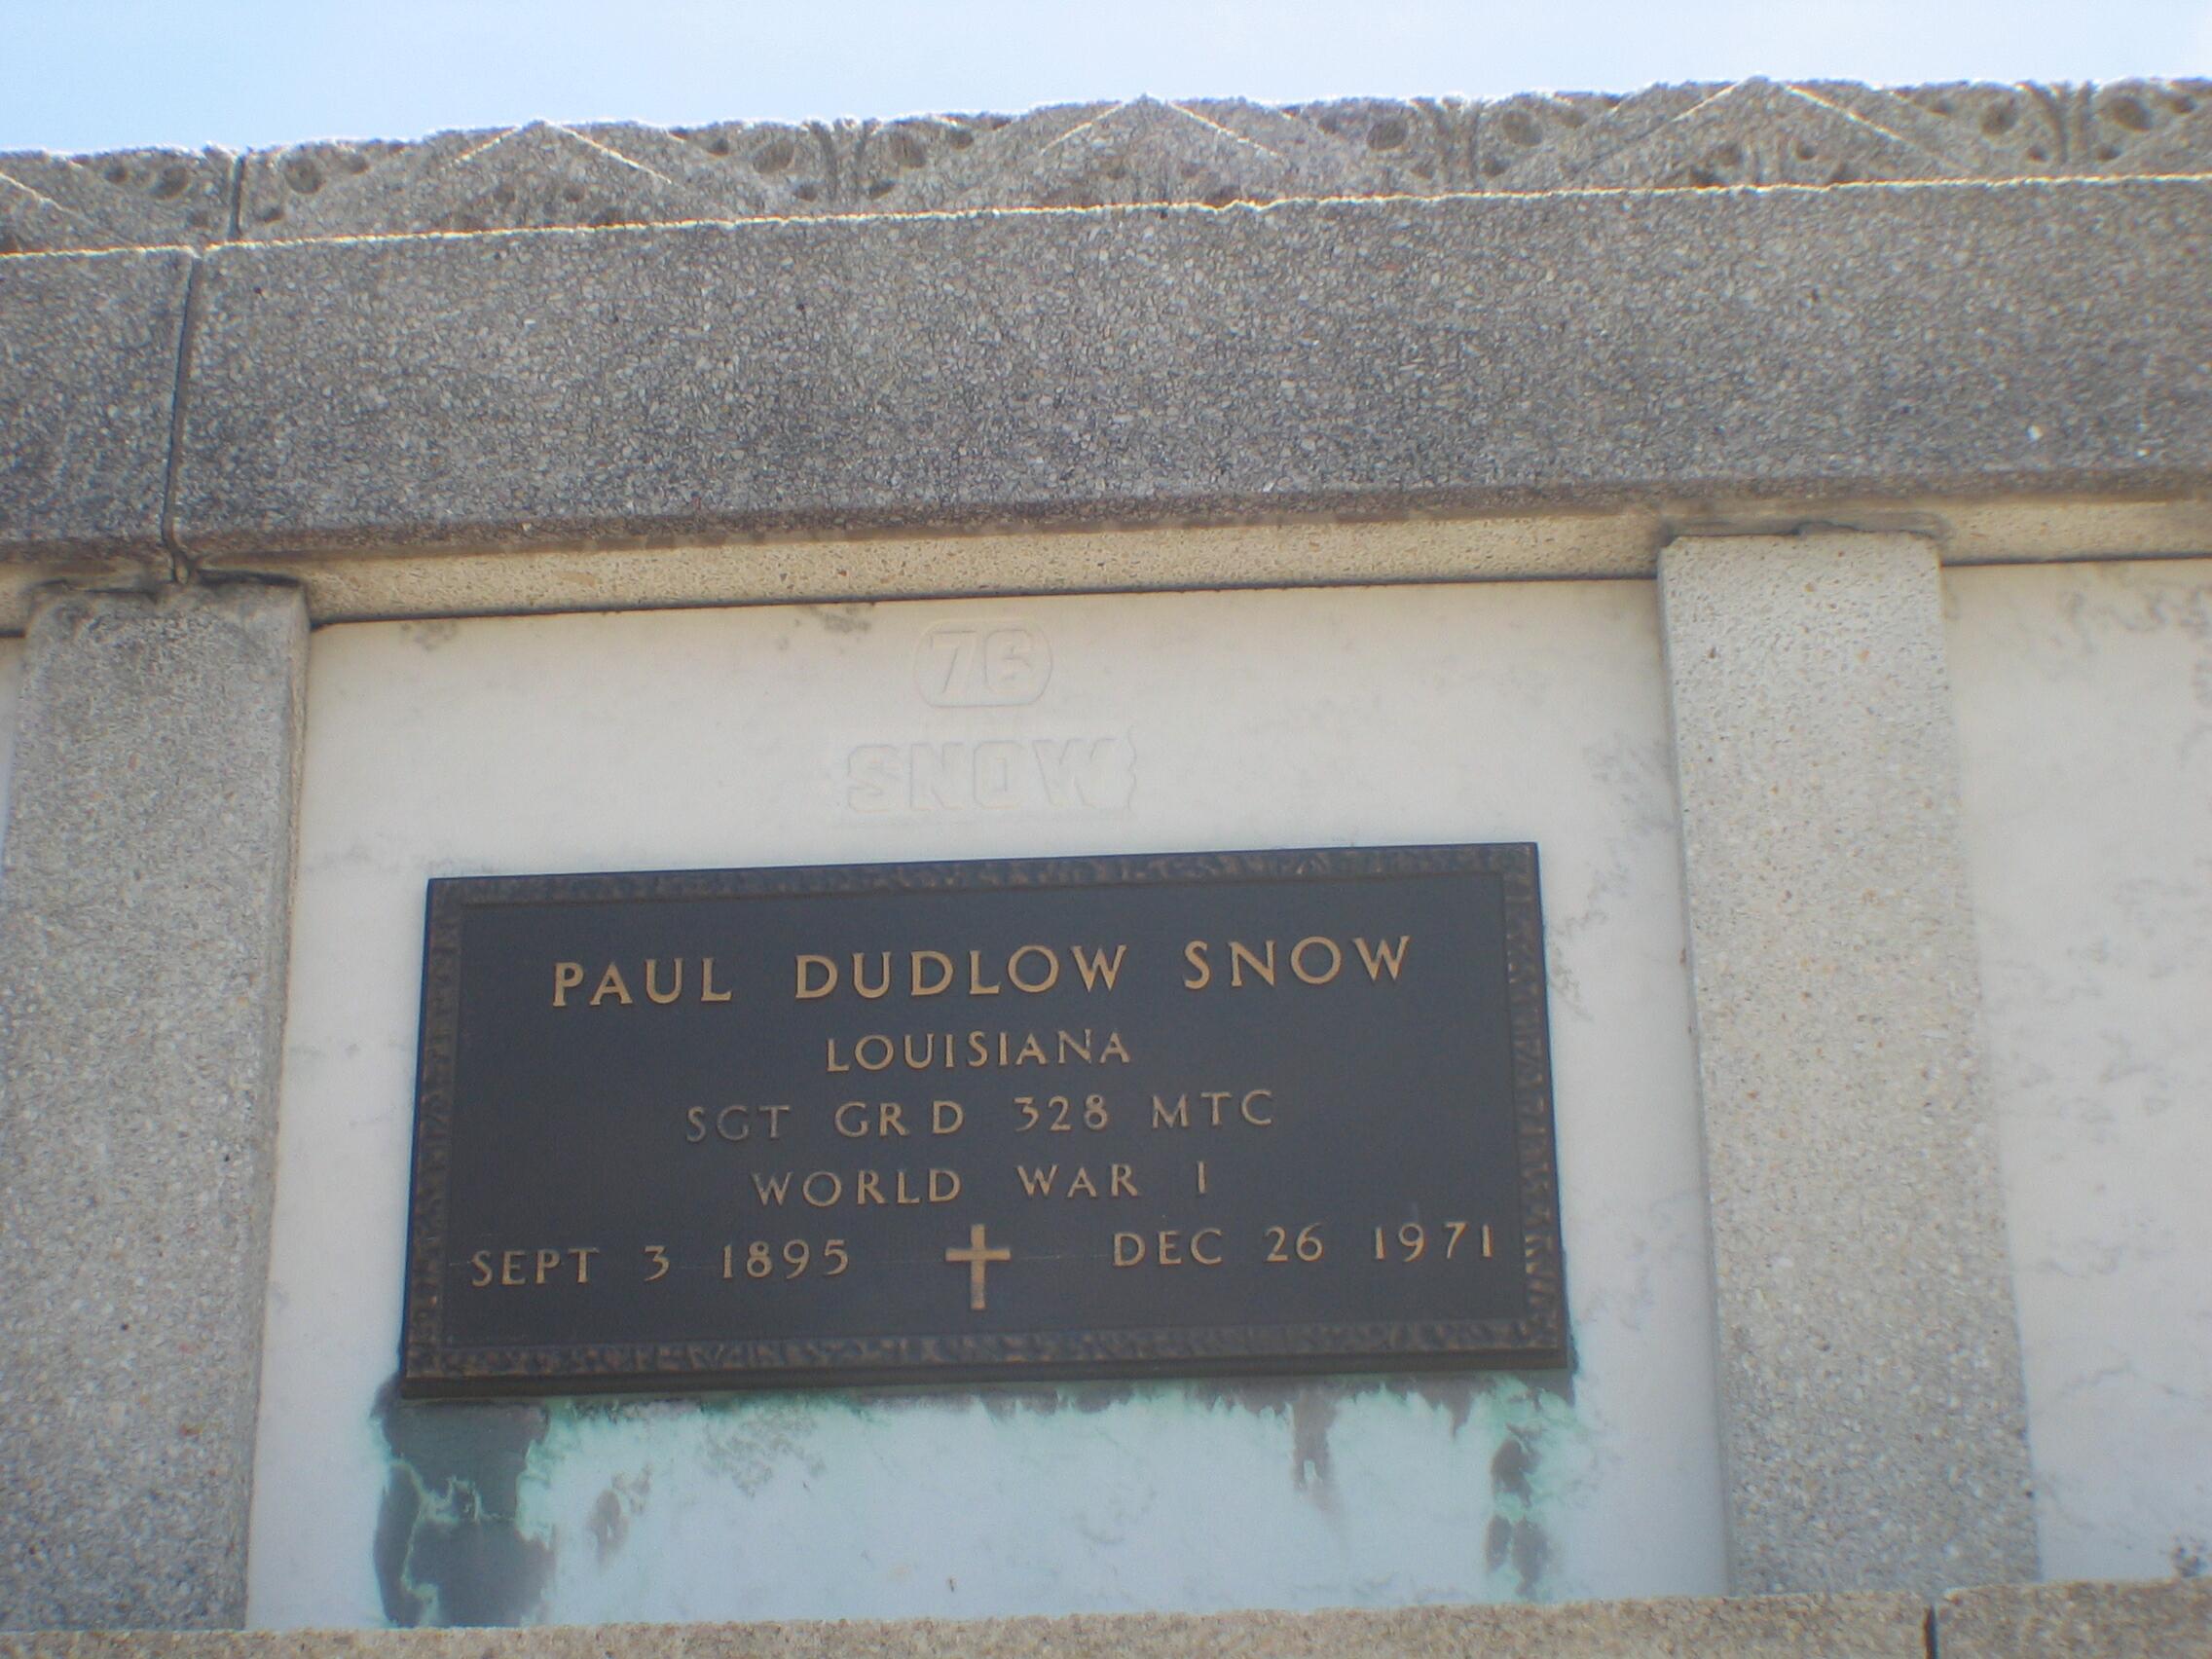 76
SNOW
PAUL DUDLOW SNOW
LOUISIANA
SGT GRD 328 MTC
WORLD WAR I
SEPT 3 1895 DEC 26 1971